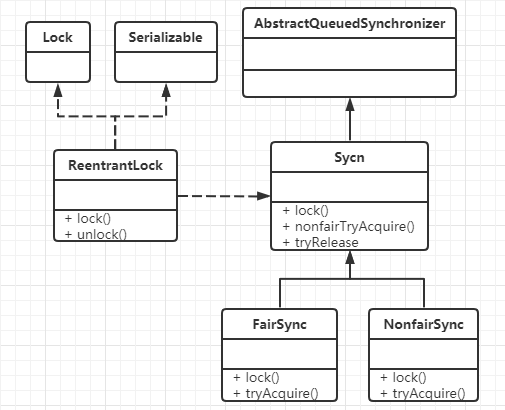 Lock
Serializable
AbstractQueuedSynchronizer
ReentrantLock
+ lock()
+ unlock()
Sycn
+ lock()
+ nonfairTryAcquire()
+ tryRelease
FairSync
+ lock()
+ tryAcquire()
NonfairSync
+ lock()
+ tryAcquire()